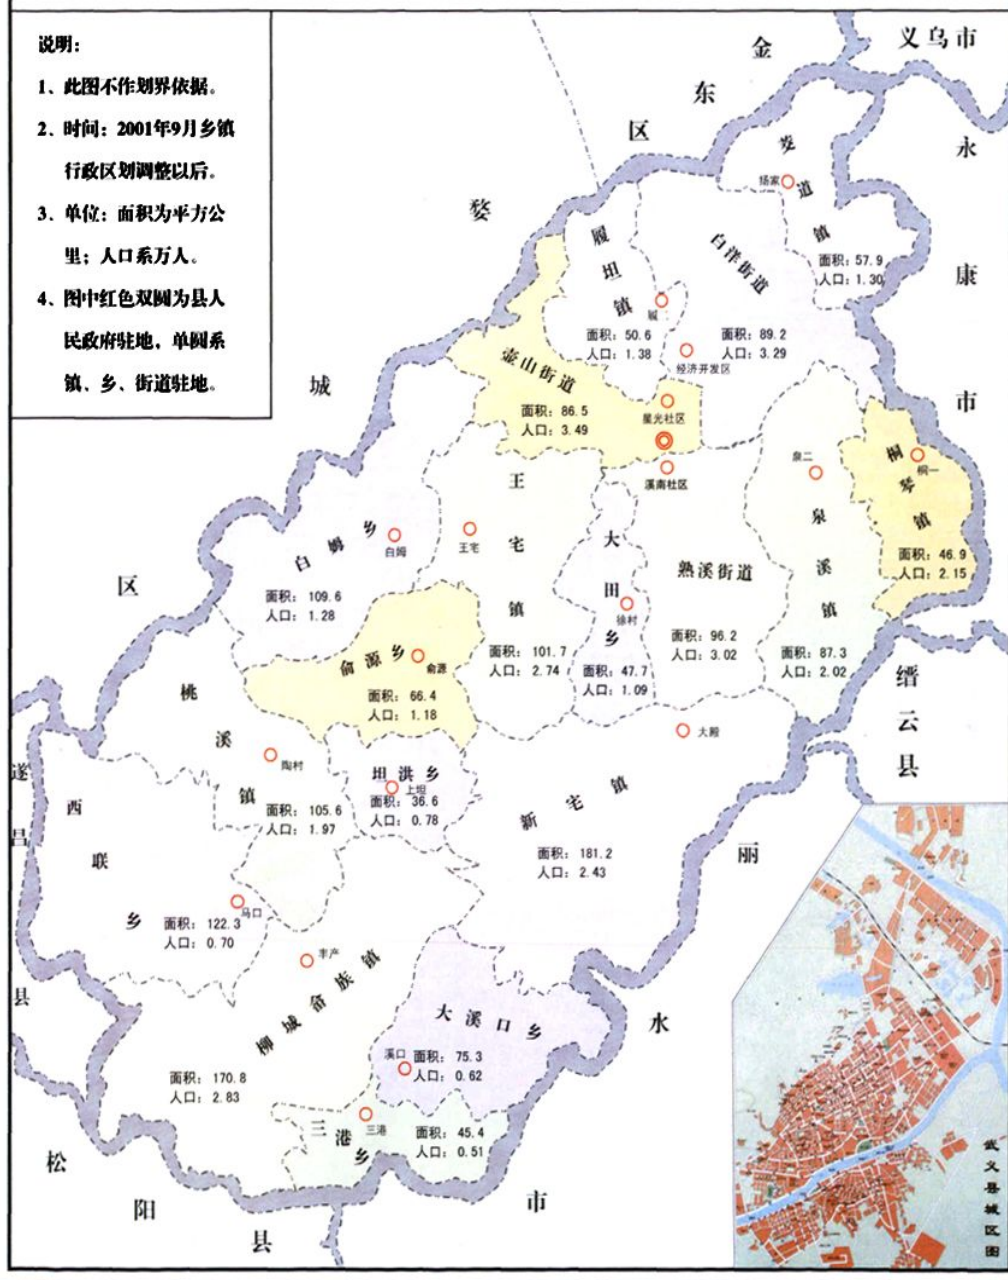 说明：
1、此图不作划界依据。
2、时间：2001年9月乡镇
行政区划调整以后。
3、单位：面积为平方公
里；人口系万人。
4、图中红色双圆为县人
民政府驻地，单圆系
镇、乡、街道驻地。
义乌市
金东区
永康市
婺城区
缙云县
丽水市
松阳县
遂昌县
道镇
扬家
面积：57.9
人口：1.30
履坦镇
履
面积：50.6
人口：1.38
白洋街道
面积：89.2
人口：3.29
经济开发区
壶山街道
面积：86.5
人口：3.49
星光社区
溪南社区
熟溪街道
面积：96.2
人口：3.02
桐琴镇
桐一
面积：46.9
人口：2.15
泉溪镇
泉二
面积：87.3
人口：2.02
王宅镇
王宅
面积：101.7
人口：2.74
大田乡
徐村
面积：47.7
人口：1.09
白姆乡
白姆
面积：109.6
人口：1.28
俞源乡
俞源
面积：66.4
人口：1.18
桃溪镇
陶村
面积：105.6
人口：1.97
坦洪乡
上坦
面积：36.6
人口：0.78
新宅镇
大殿
面积：181.2
人口：2.43
西联乡
马口
面积：122.3
人口：0.70
柳城畲族镇
丰产
面积：170.8
人口：2.83
大溪口乡
溪口
面积：75.3
人口：0.62
三港乡
三港
面积：45.4
人口：0.51
武义县城区图